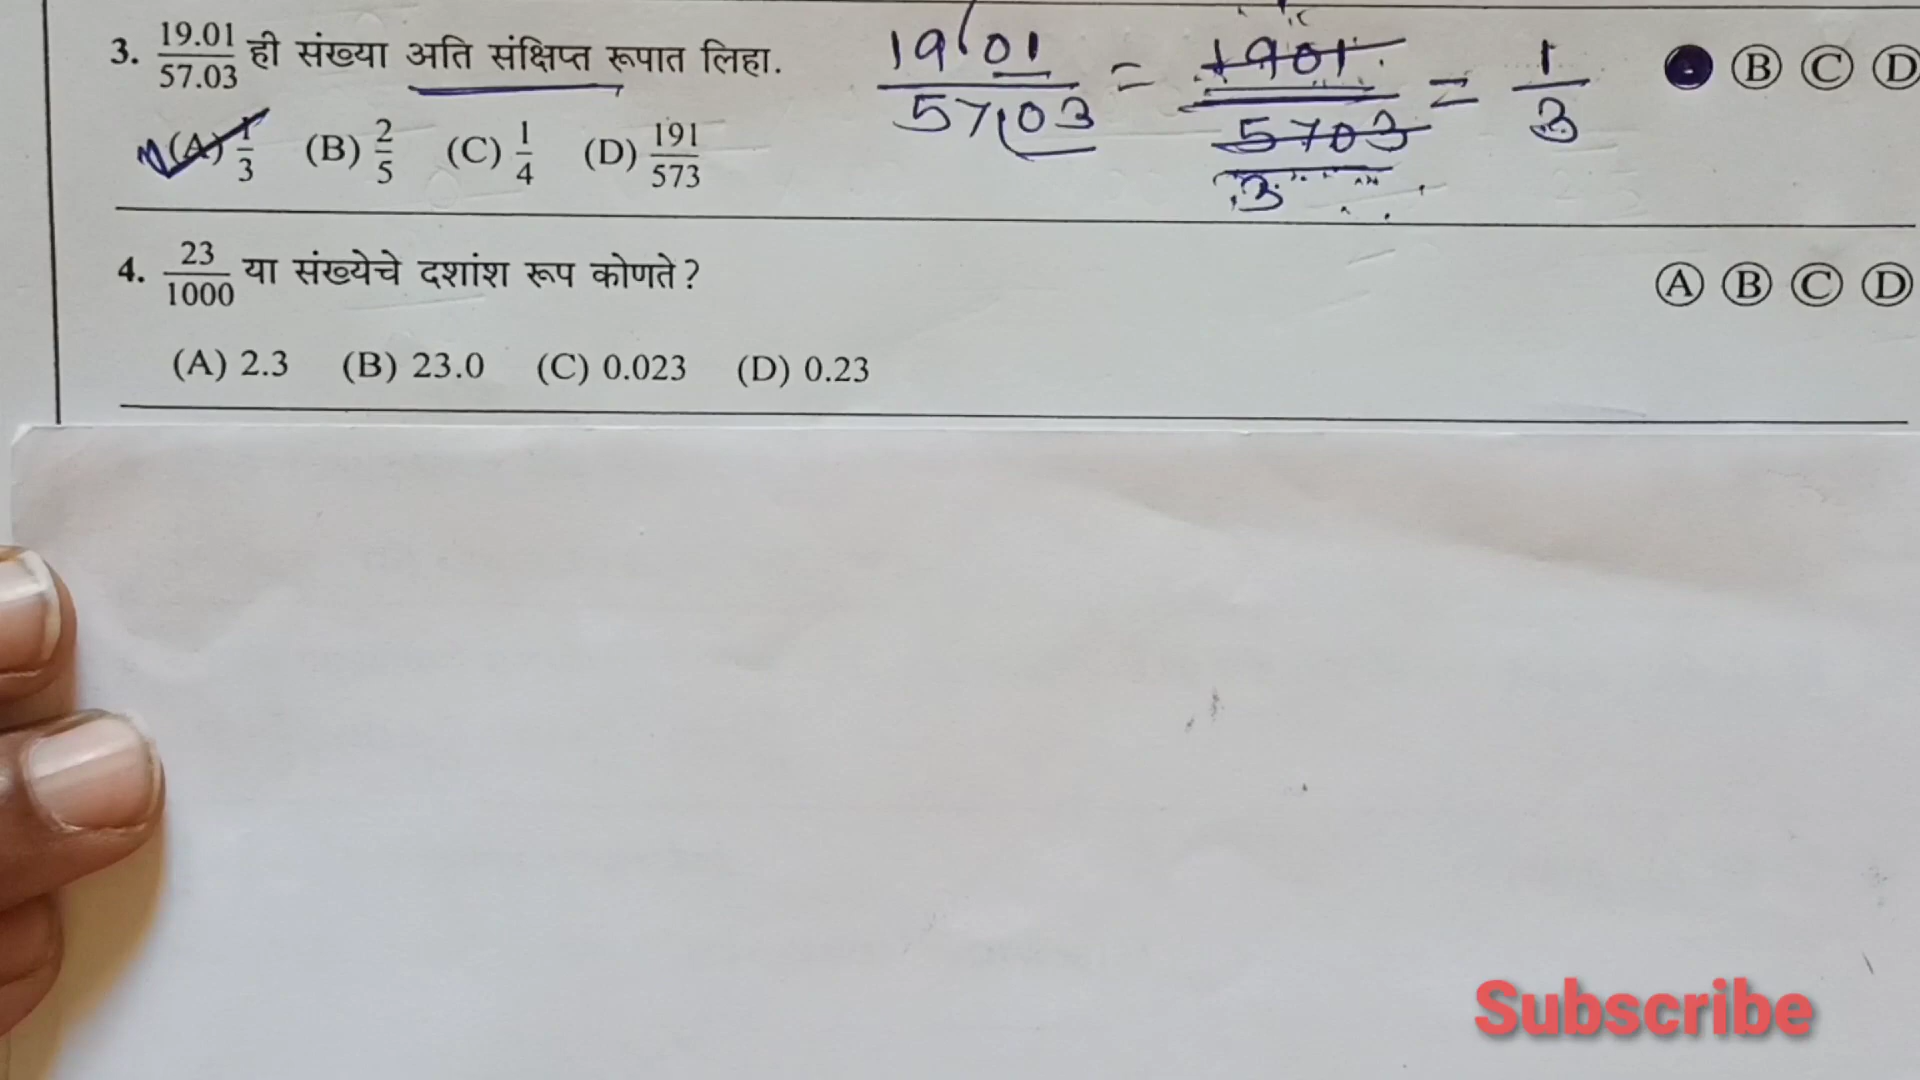 3. 19.01/57.03 ही संख्या अति संक्षिप्त रूपात लिहा.
(A) 1/3 (B) 2/5 (C) 1/4 (D) 191/573
19.01/57.03 = 1901/5703 = 1/3
3
B C D
4. 23/1000 या संख्येचे दशांश रूप कोणते?
A B C D
(A) 2.3 (B) 23.0 (C) 0.023 (D) 0.23
Subscribe